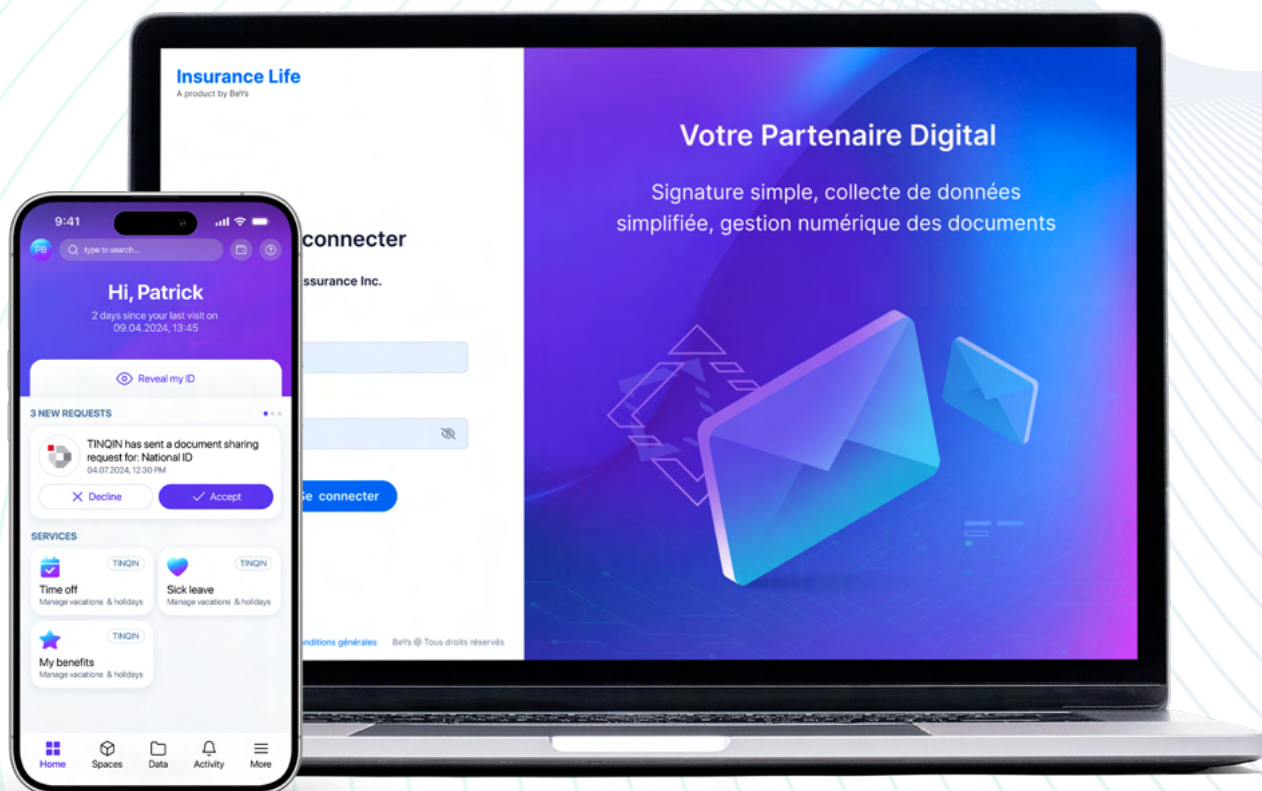 Insurance Life
A product by BeYs
connecter
ssurance Inc.
Se connecter
nditions générales BeYs @ Tous droits réservés
Votre Partenaire Digital
Signature simple, collecte de données
simplifiée, gestion numérique des documents
9:41
PB
type to search...
Hi, Patrick
2 days since your last visit on
09.04.2024, 13:45
Reveal my ID
3 NEW REQUESTS
TINQIN has sent a document sharing
request for: National ID
04.07.2024, 12:30 PM
Decline
Accept
SERVICES
TINQIN
Time off
Manage vacations & holidays
TINQIN
Sick leave
Manage vacations & holidays
TINQIN
My benefits
Manage vacations & holidays
Home
Spaces
Data
Activity
More